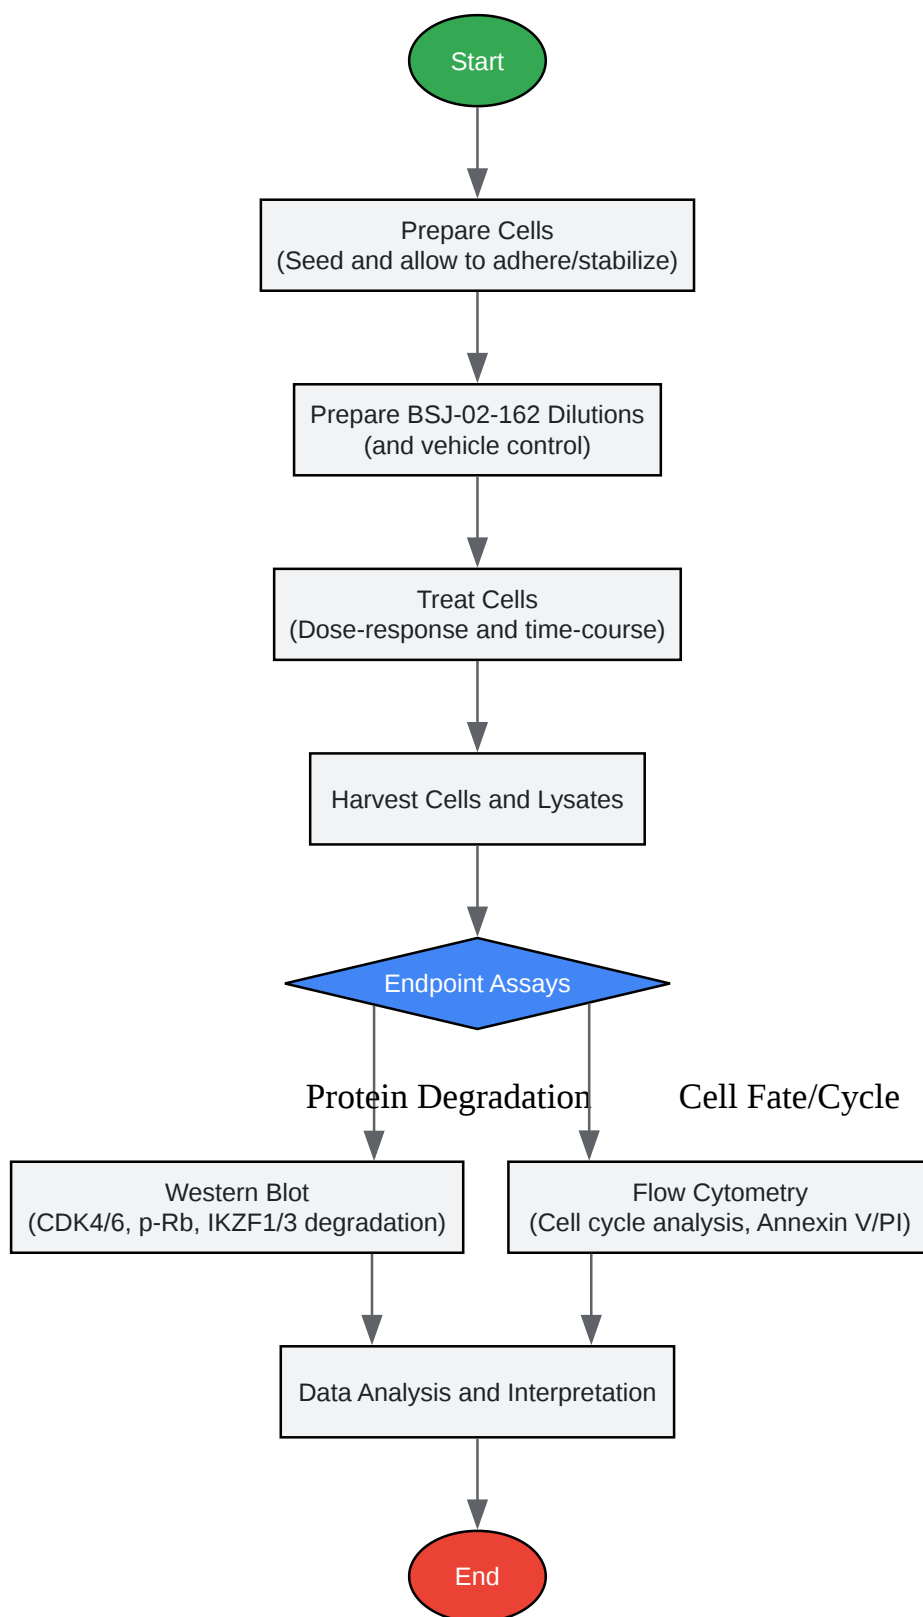 Start
Prepare Cells
(Seed and allow to adhere/stabilize)
Prepare BSJ-02-162 Dilutions
(and vehicle control)
Treat Cells
(Dose-response and time-course)
Harvest Cells and Lysates
Endpoint Assays
Protein Degradation
Cell Fate/Cycle
Western Blot
(CDK4/6, p-Rb, IKZF1/3 degradation)
Flow Cytometry
(Cell cycle analysis, Annexin V/PI)
Data Analysis and Interpretation
End